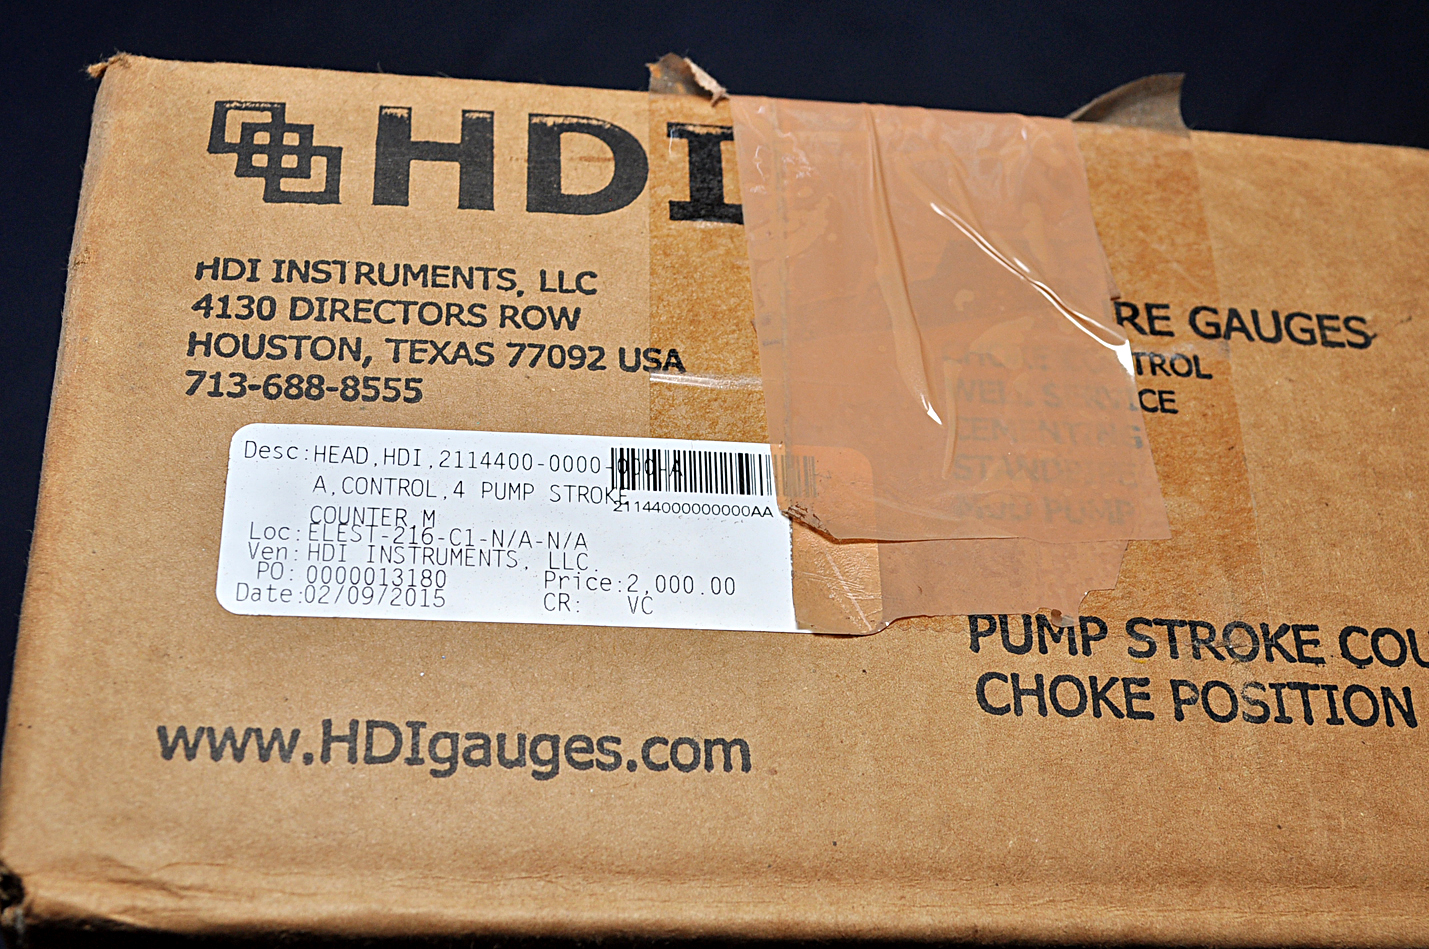 HDI
HDI INSTRUMENTS, LLC
4130 DIRECTORS ROW
HOUSTON, TEXAS 77092 USA
713-688-8555
Desc:HEAD,HDI,2114400-0000-000-A
A,CONTROL,4 PUMP STROKE
COUNTER M
21144000000000AA
Loc:ELEST-216-C1-N/A-N/A
Ven:HDI INSTRUMENTS, LLC.
PO:0000013180
Price:2,000.00
Date:02/09/2015
CR: VC
www.HDIgauges.com
RE GAUGES
TROL
CE
MUD PUMP
PUMP STROKE COU
CHOKE POSITION